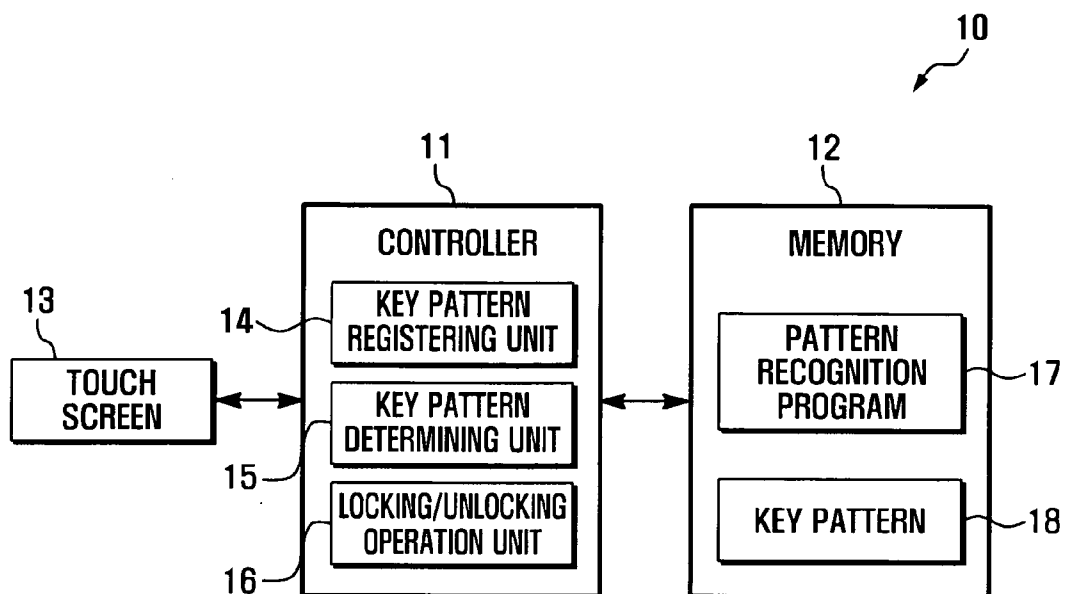 10
11
12
CONTROLLER
MEMORY
13
TOUCH
SCREEN
14
KEY PATTERN
REGISTERING UNIT
15
KEY PATTERN
DETERMINING UNIT
16
LOCKING/UNLOCKING
OPERATION UNIT
PATTERN
RECOGNITION
PROGRAM
17
KEY PATTERN
18